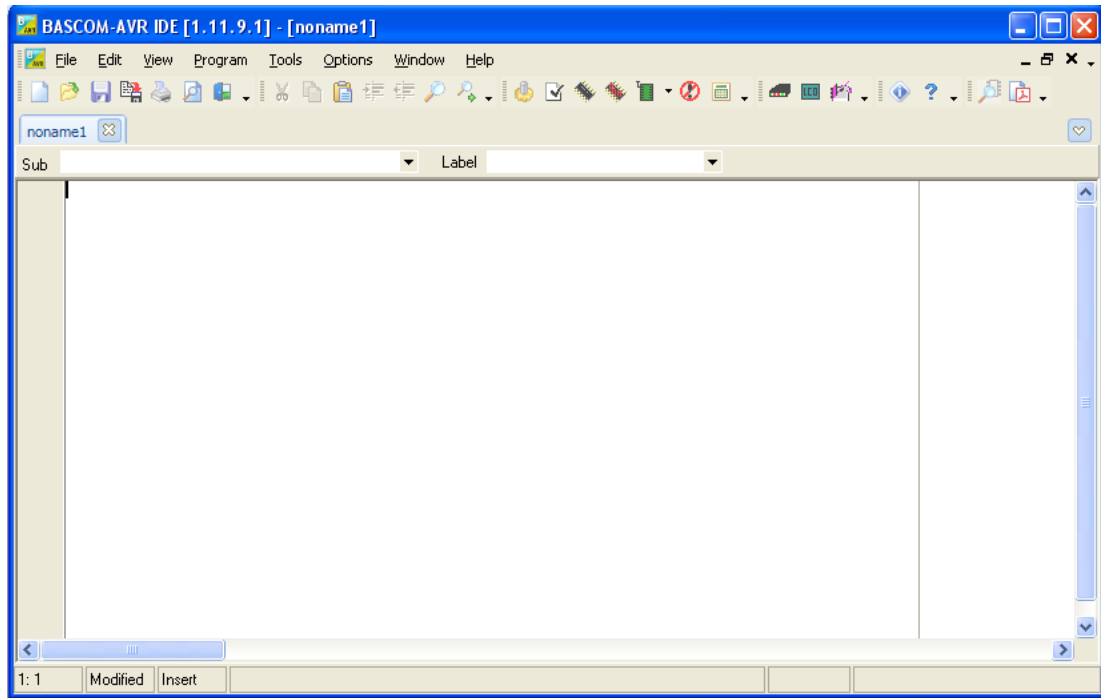 BASCOM-AVR IDE [1.11.9.1] - [noname1]
File Edit View Program Tools Options Window Help
LCD
noname1
Sub Label
1: 1 Modified Insert